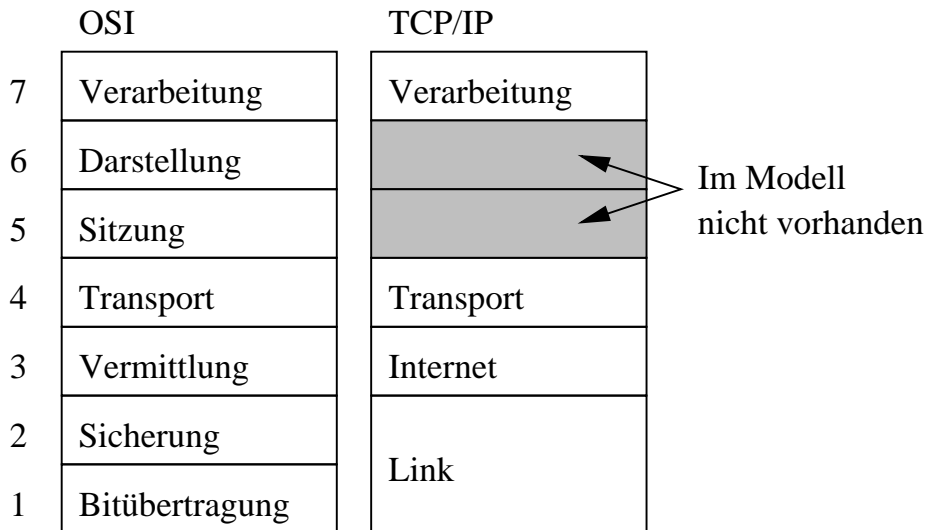 OSI TCP/IP
7 Verarbeitung Verarbeitung
6 Darstellung
Im Modell
nicht vorhanden
5 Sitzung
4 Transport Transport
3 Vermittlung Internet
2 Sicherung
Link
1 Bitübertragung